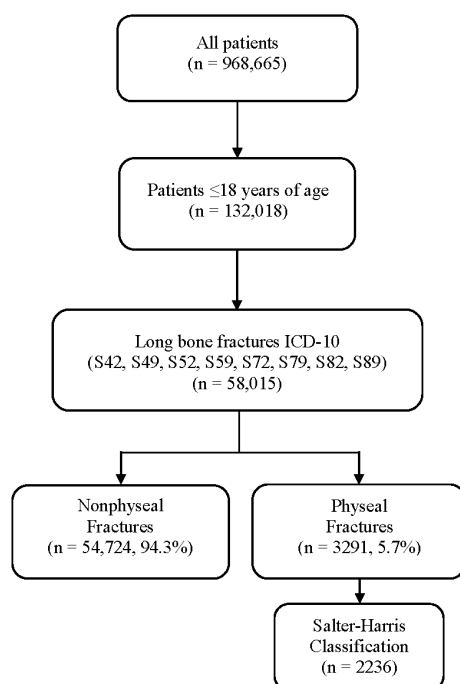 All patients
(n = 968,665)
Patients ≤18 years of age
(n = 132,018)
Long bone fractures ICD-10
(S42, S49, S52, S59, S72, S79, S82, S89)
(n = 58,015)
Nonphyseal
Fractures
(n = 54,724, 94.3%)
Physeal
Fractures
(n = 3291, 5.7%)
Salter-Harris
Classification
(n = 2236)